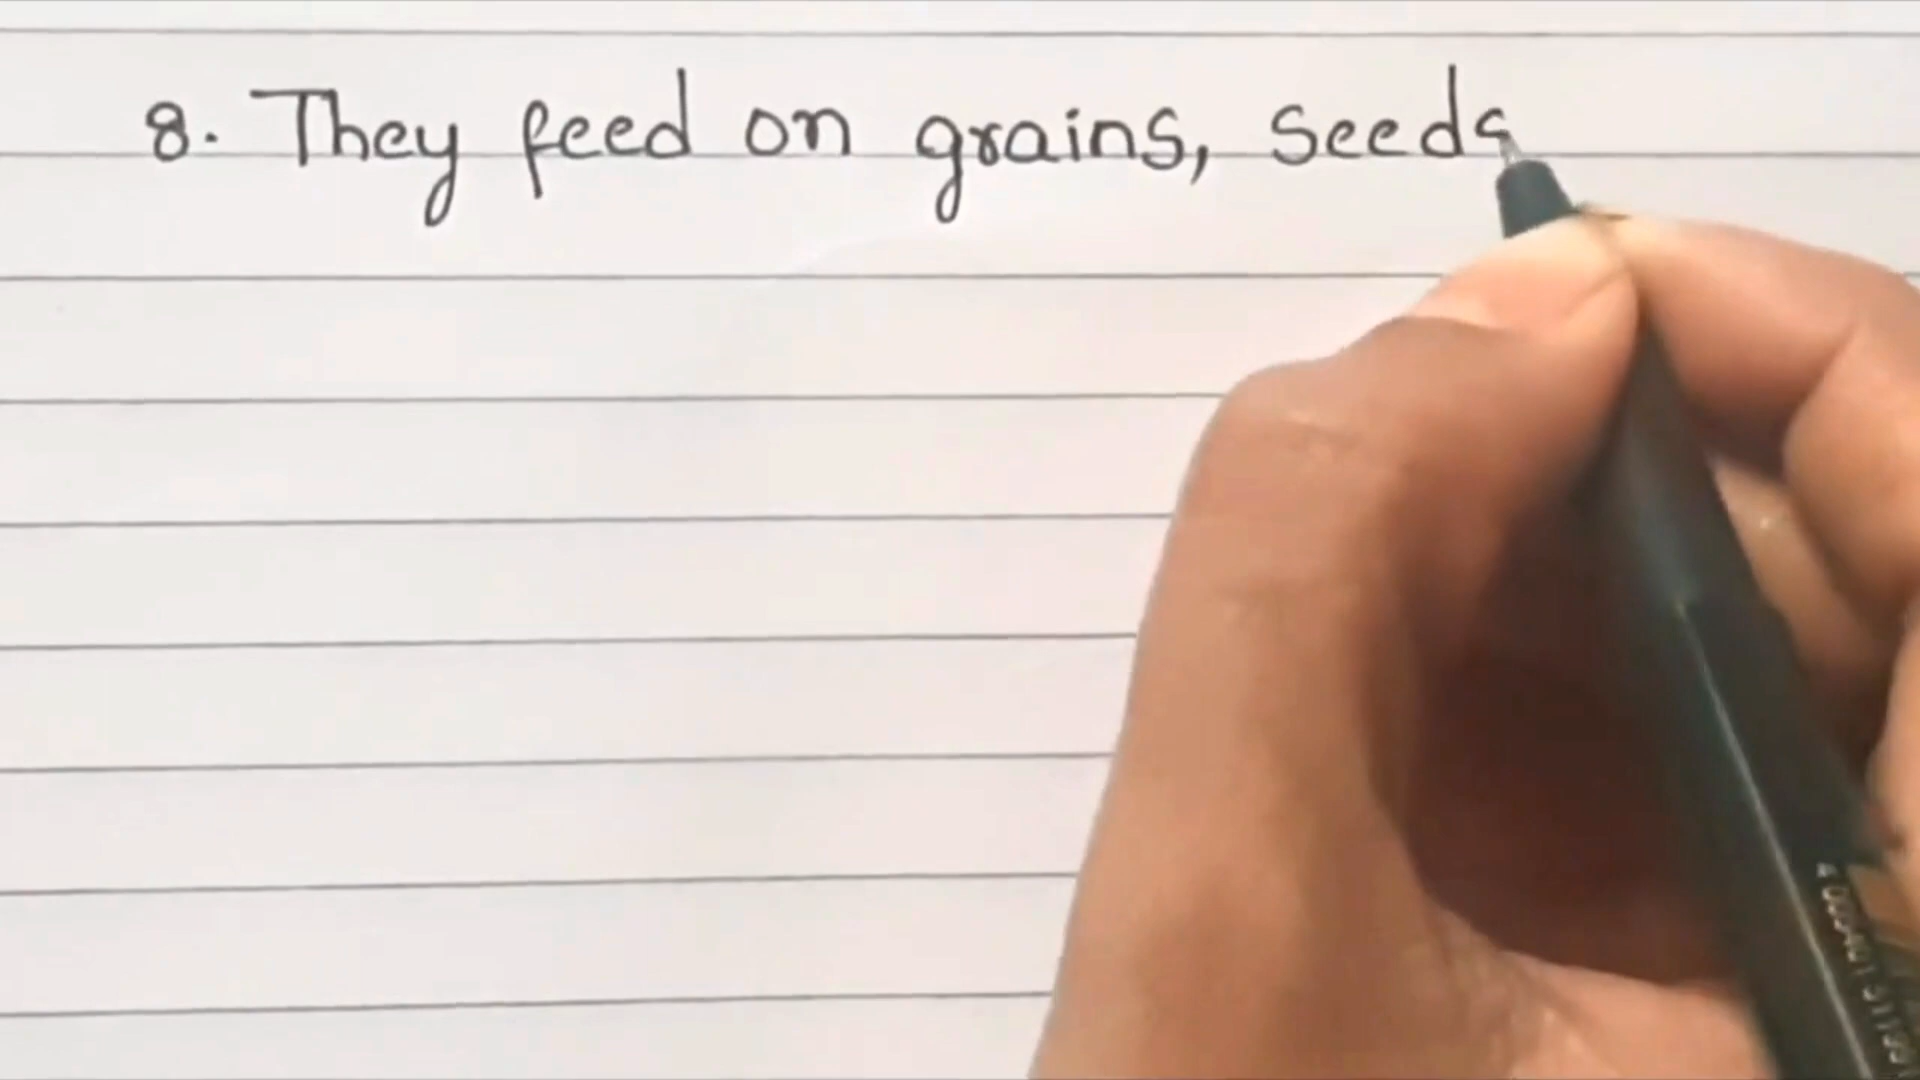 8. They feed on grains, seeds